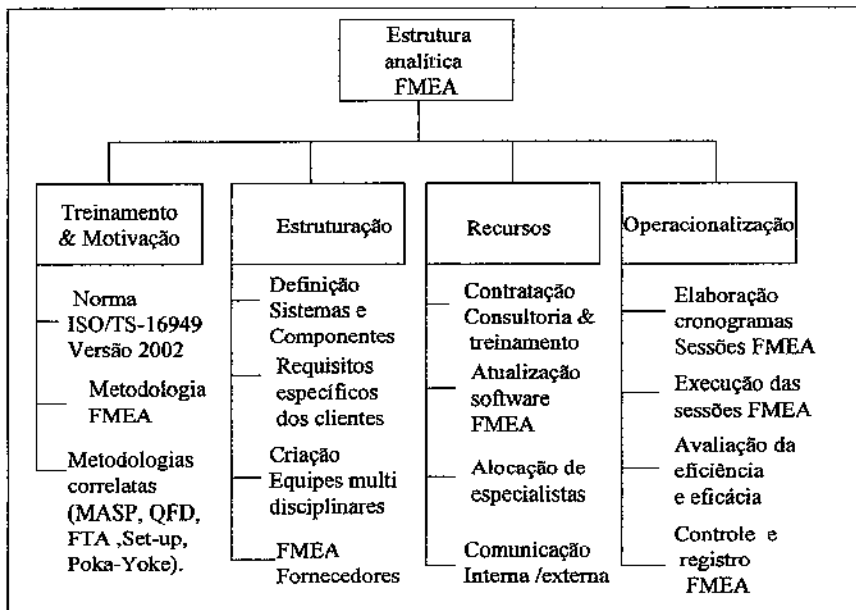 Estrutura
analítica
FMEA
Treinamento
& Motivação
Norma
ISO/TS-16949
Versão 2002
Metodologia
FMEA
Metodologias
correlatas
(MASP, QFD,
FTA ,Set-up,
Poka-Yoke).
Estruturação
Definição
Sistemas e
Componentes
Requisitos
específicos
dos clientes
Criação
Equipes multi
disciplinares
FMEA
Fornecedores
Recursos
Contratação
Consultoria &
treinamento
Atualização
software
FMEA
Alocação de
especialistas
Comunicação
Interna /externa
Operacionalização
Elaboração
cronogramas
Sessões FMEA
Execução das
sessões FMEA
Avaliação da
eficiência
e eficácia
Controle e
registro
FMEA